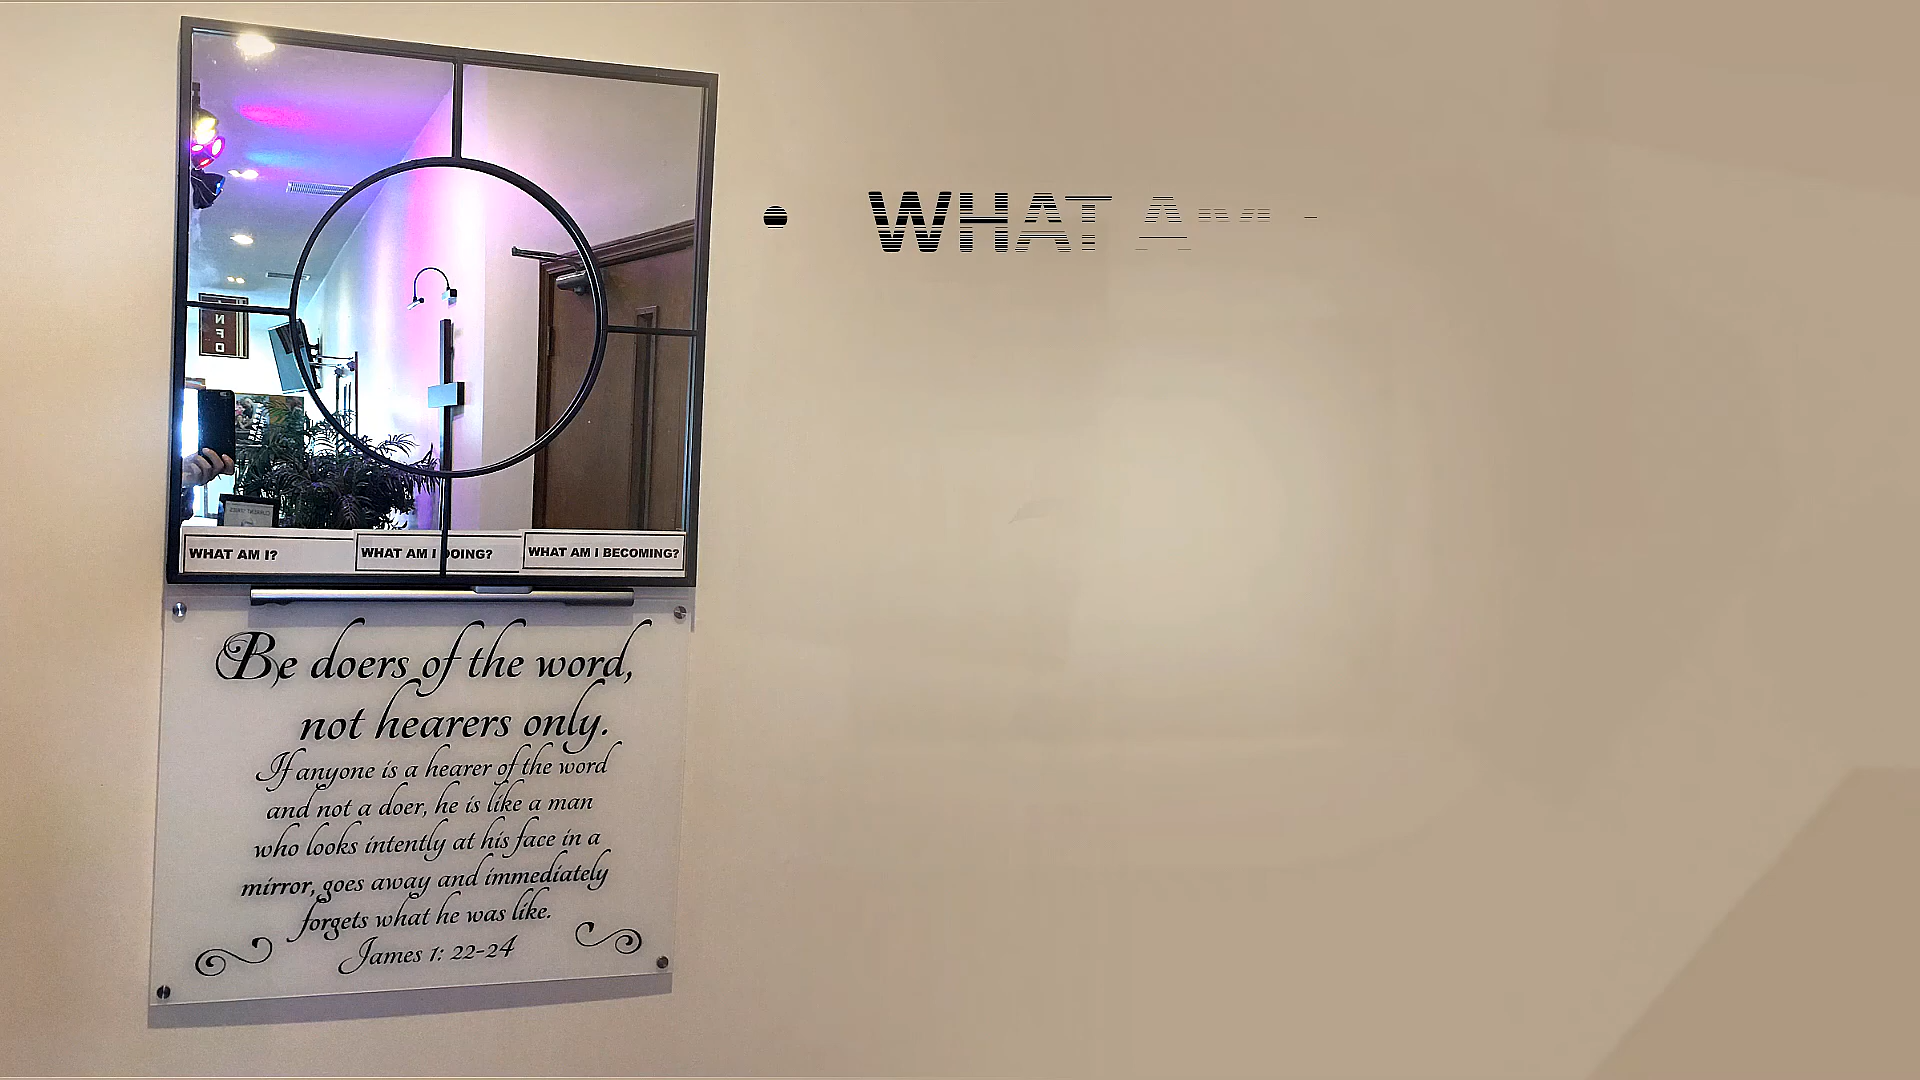 WHAT AM I?
WHAT AM I DOING?
WHAT AM I BECOMING?
Be doers of the word,
not hearers only.
If anyone is a hearer of the word
and not a doer, he is like a man
who looks intently at his face in a
mirror, goes away and immediately
forgets what he was like.
James 1: 22-24
• WHAT